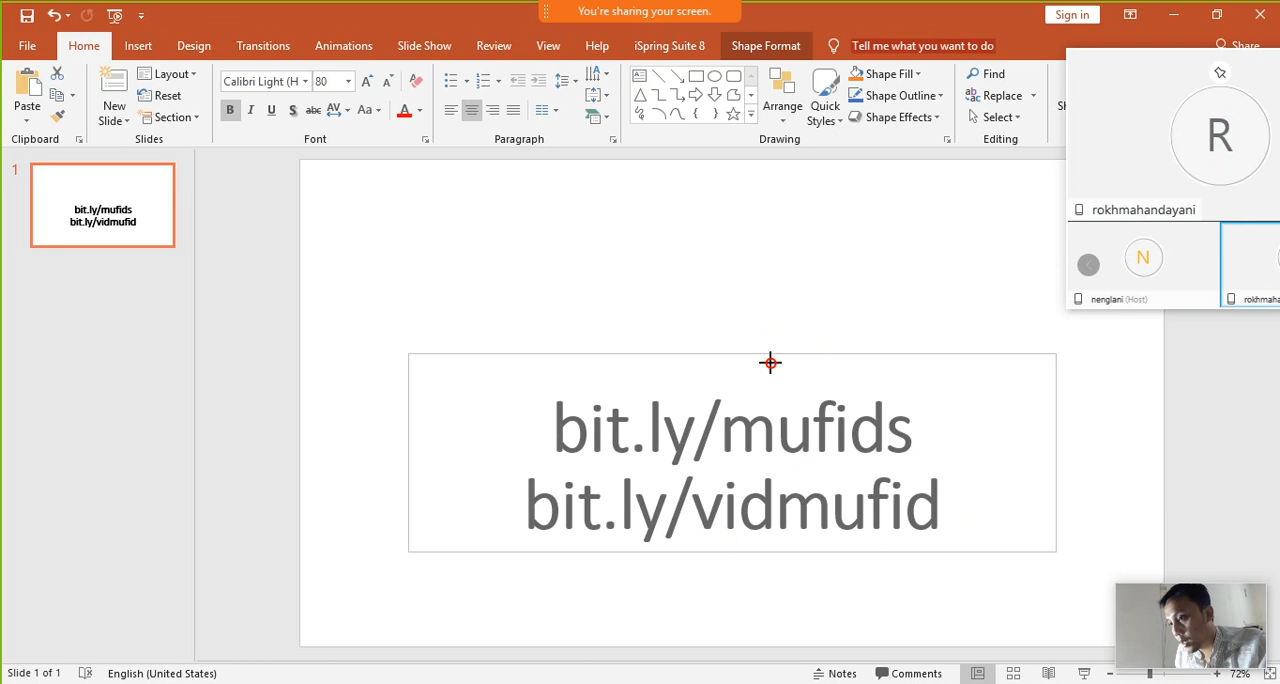 You're sharing your screen.
Sign in
File Home Insert Design Transitions Animations Slide Show Review View Help iSpring Suite 8 Shape Format Tell me what you want to do Share
Paste
Clipboard
New Slide
Layout
Reset
Section
Slides
Calibri Light (H 80
B I U S abc AV Aa A
Font
Paragraph
Drawing
Arrange
Quick Styles
Shape Fill
Shape Outline
Shape Effects
Find
Replace
Select
Editing
R
rokhmahandayani
N
nenglani (Host)
rokhmaha
1
bit.ly/mufids
bit.ly/vidmufid
bit.ly/mufids
bit.ly/vidmufid
Slide 1 of 1 English (United States) Notes Comments 72%